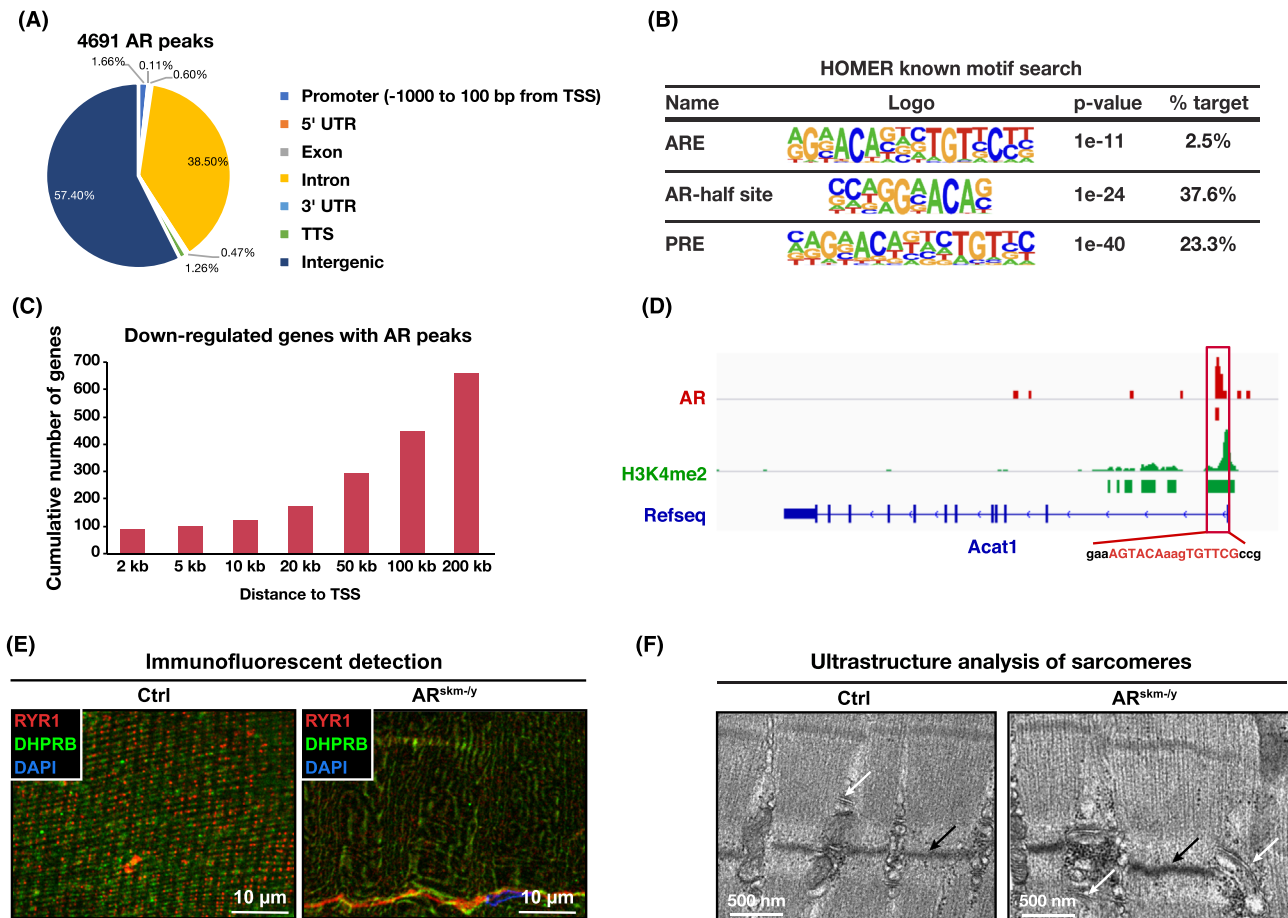 (A)
4691 AR peaks
1.66%
0.11%
0.60%
38.50%
57.40%
0.47%
1.26%
Promoter (-1000 to 100 bp from TSS)
5' UTR
Exon
Intron
3' UTR
TTS
Intergenic
(B)
HOMER known motif search
Name Logo p-value % target
ARE 1e-11 2.5%
AR-half site 1e-24 37.6%
PRE 1e-40 23.3%
(C)
Down-regulated genes with AR peaks
Cumulative number of genes
700
600
500
400
300
200
100
0
2 kb 5 kb 10 kb 20 kb 50 kb 100 kb 200 kb
Distance to TSS
(D)
AR
H3K4me2
Refseq
Acat1
gaaAGTACAaagTGTTCGccg
(E)
Immunofluorescent detection
Ctrl ARskm-/y
RYR1
DHPRB
DAPI
10 µm
RYR1
DHPRB
DAPI
10 µm
(F)
Ultrastructure analysis of sarcomeres
Ctrl ARskm-/y
500 nm
500 nm